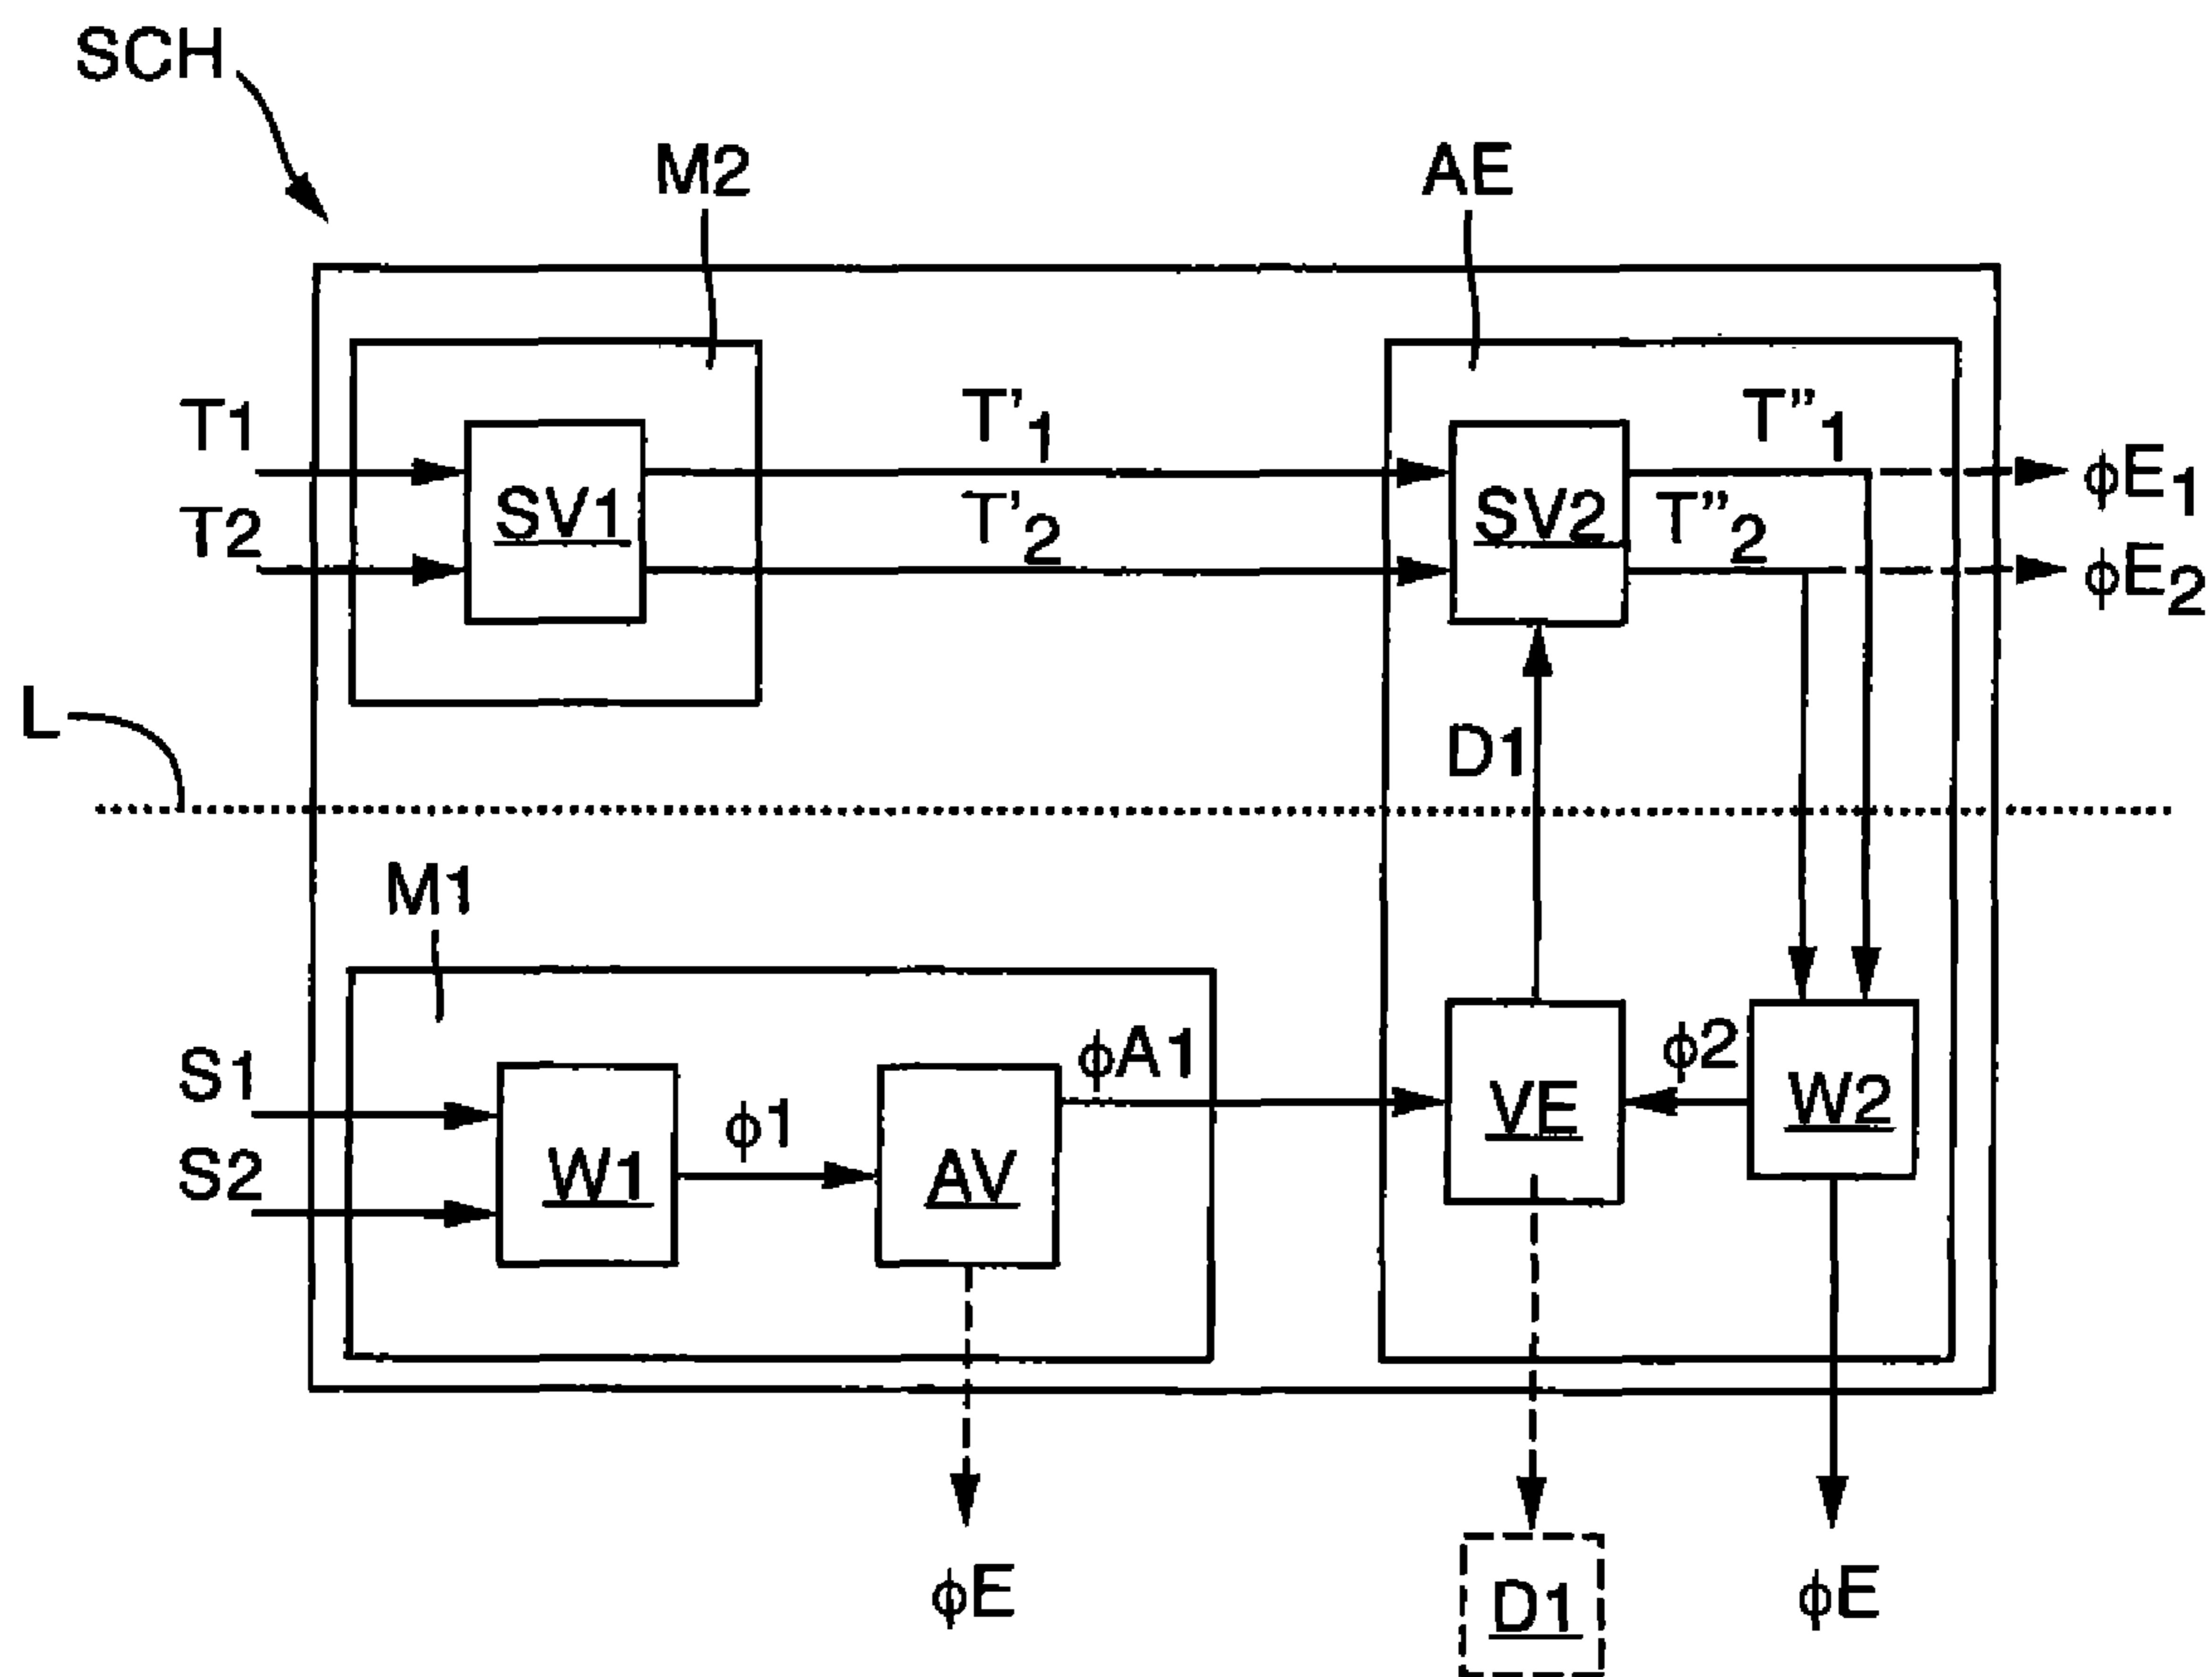 SCH
M2
AE
T1
T'1
T"1
ϕE1
T2
SV1
T'2
SV2
T"2
ϕE2
L
D1
M1
S1
ϕA1
ϕ2
ϕ1
VE
W2
S2
W1
AV
ϕE
D1
ϕE